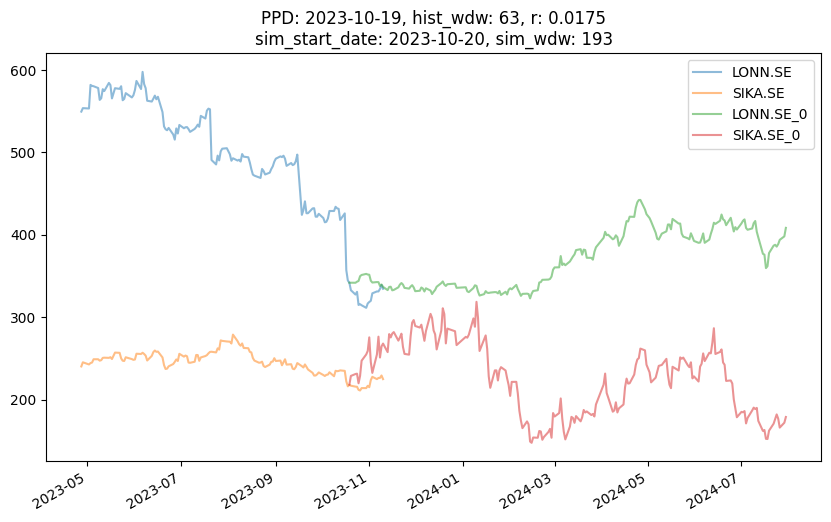 PPD: 2023-10-19, hist_wdw: 63, r: 0.0175
sim_start_date: 2023-10-20, sim_wdw: 193
LONN.SE
SIKA.SE
LONN.SE_0
SIKA.SE_0
600
500
400
300
200
2023-05
2023-07
2023-09
2023-11
2024-01
2024-03
2024-05
2024-07